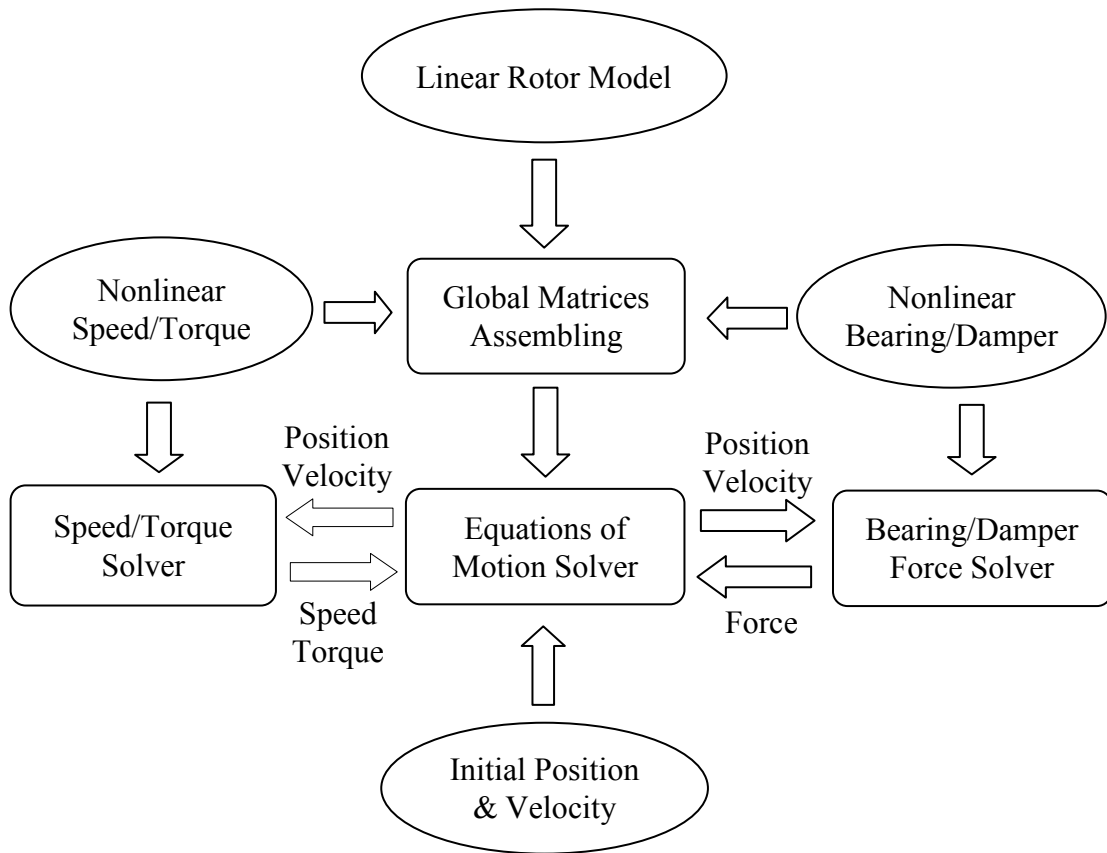 Linear Rotor Model
Nonlinear
Speed/Torque
Global Matrices
Assembling
Nonlinear
Bearing/Damper
Position
Velocity
Position
Velocity
Speed/Torque
Solver
Equations of
Motion Solver
Bearing/Damper
Force Solver
Speed
Torque
Force
Initial Position
& Velocity